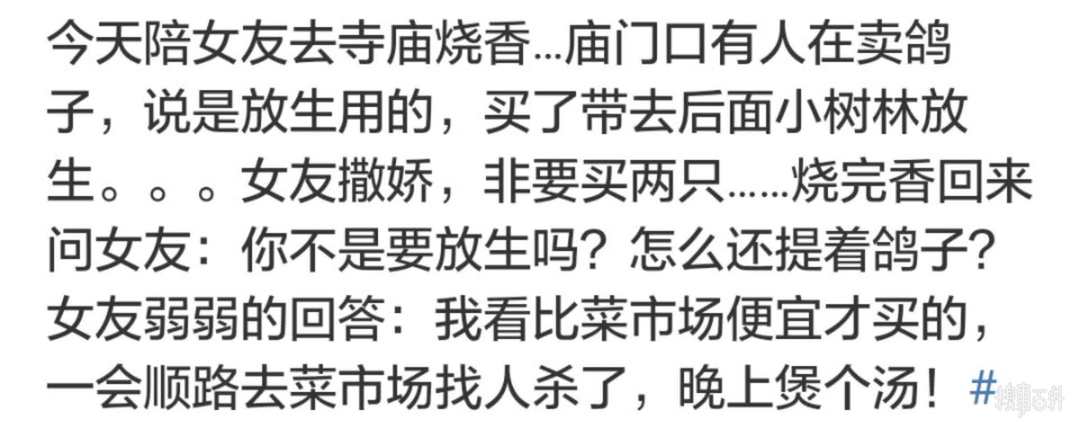 今天陪女友去寺庙烧香…庙门口有人在卖鸽
子，说是放生用的，买了带去后面小树林放
生。。。女友撒娇，非要买两只……烧完香回来
问女友：你不是要放生吗？怎么还提着鸽子？
女友弱弱的回答：我看比菜市场便宜才买的，
一会顺路去菜市场找人杀了，晚上煲个汤！#